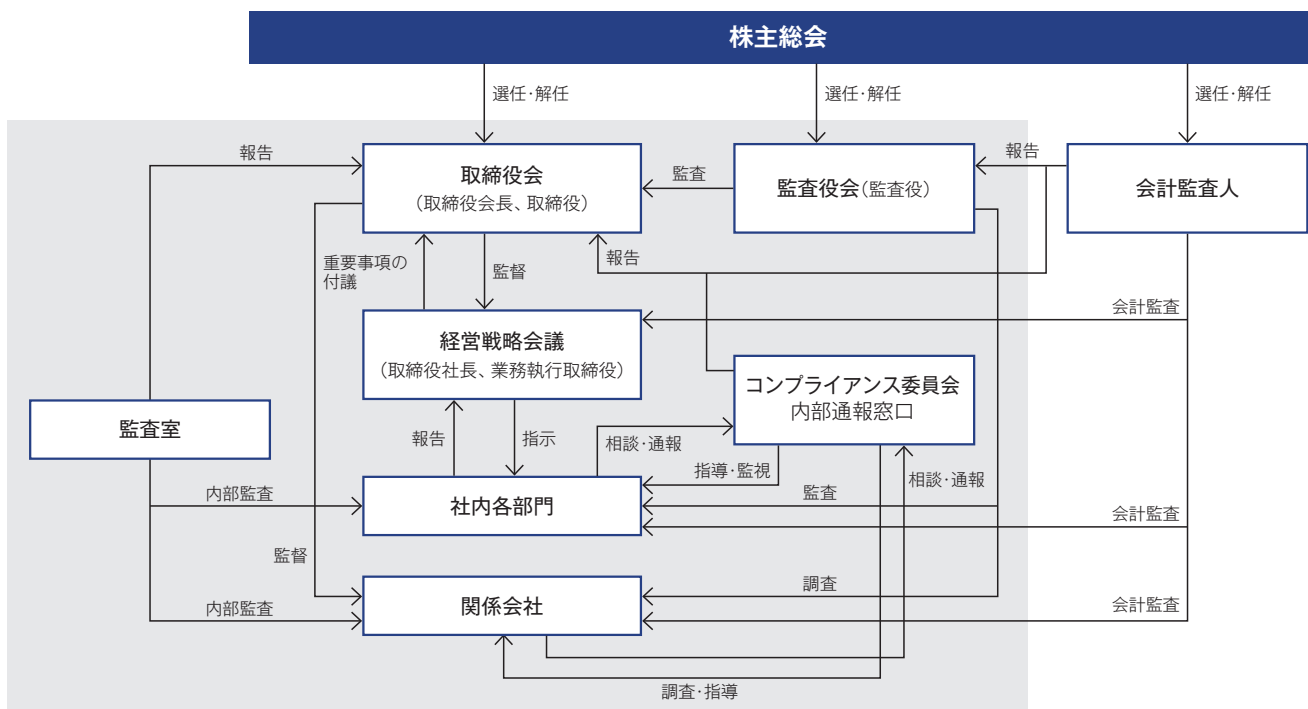 株主総会
選任・解任
選任・解任
選任・解任
報告
取締役会
（取締役会長、取締役）
監査
監査役会（監査役）
報告
会計監査人
重要事項の
付議
監督
報告
会計監査
経営戦略会議
（取締役社長、業務執行取締役）
コンプライアンス委員会
内部通報窓口
監査室
報告
指示
相談・通報
指導・監視
相談・通報
内部監査
社内各部門
監査
会計監査
監督
内部監査
関係会社
調査
会計監査
調査・指導